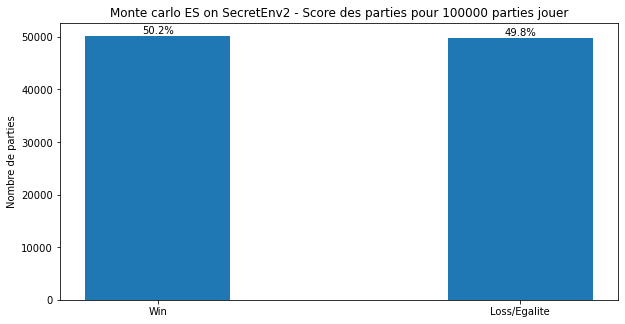 Monte carlo ES on SecretEnv2 - Score des parties pour 100000 parties jouer
50.2%
49.8%
50000
40000
30000
20000
10000
0
Nombre de parties
Win
Loss/Egalite